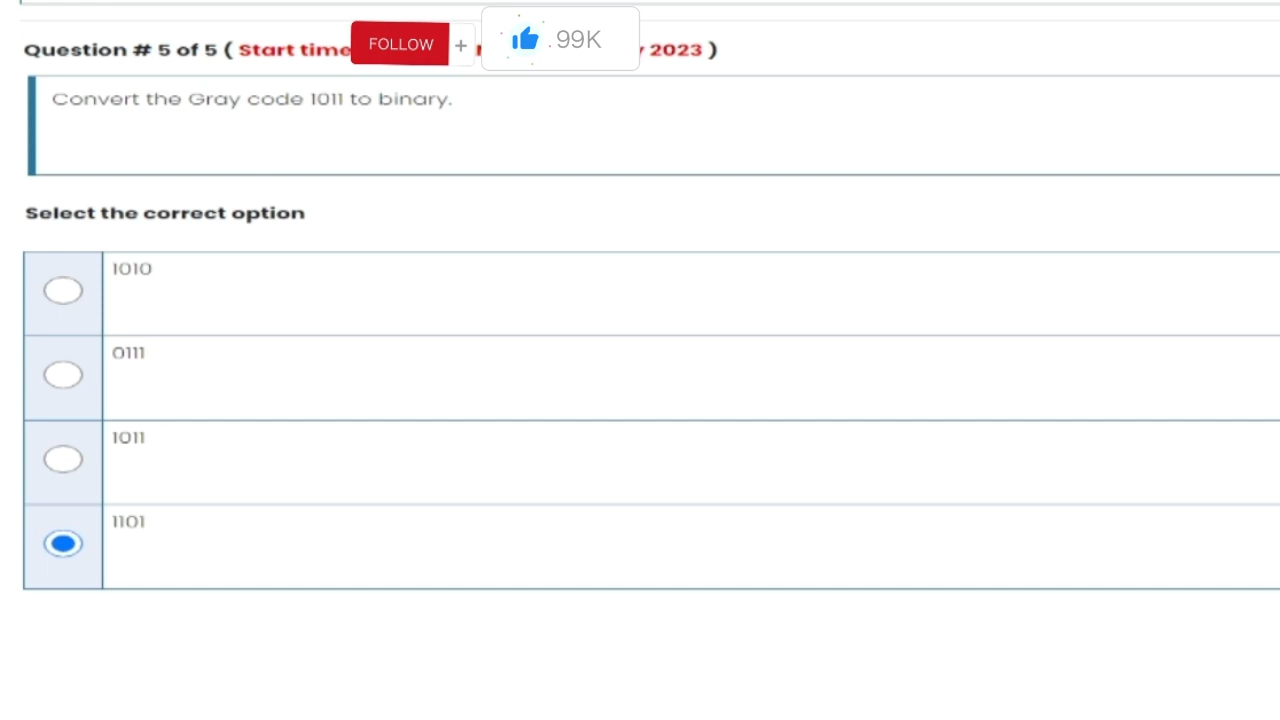 Question # 5 of 5 ( Start time 2023 )
FOLLOW +
.99K
Convert the Gray code 1011 to binary.
Select the correct option
1010
0111
1011
1101